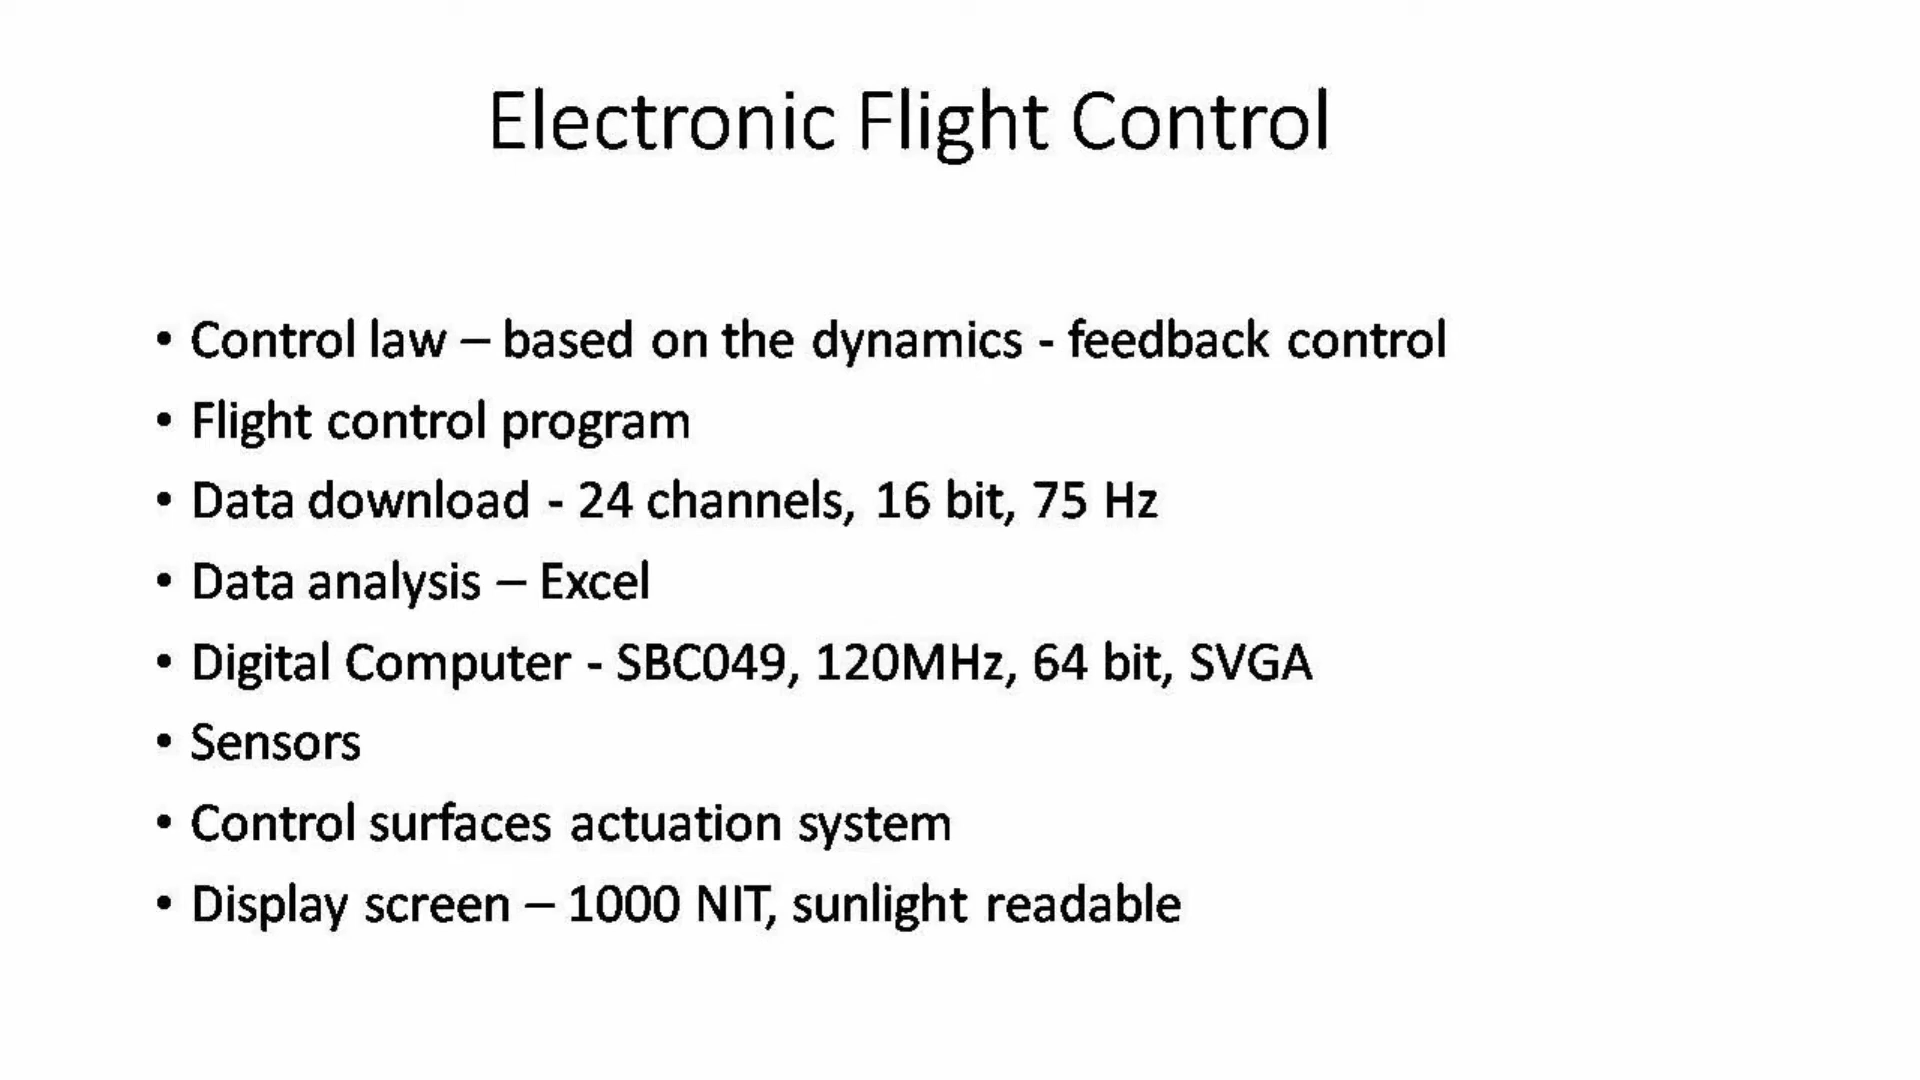 Electronic Flight Control
• Control law – based on the dynamics - feedback control
• Flight control program
• Data download - 24 channels, 16 bit, 75 Hz
• Data analysis – Excel
• Digital Computer - SBC049, 120MHz, 64 bit, SVGA
• Sensors
• Control surfaces actuation system
• Display screen – 1000 NIT, sunlight readable